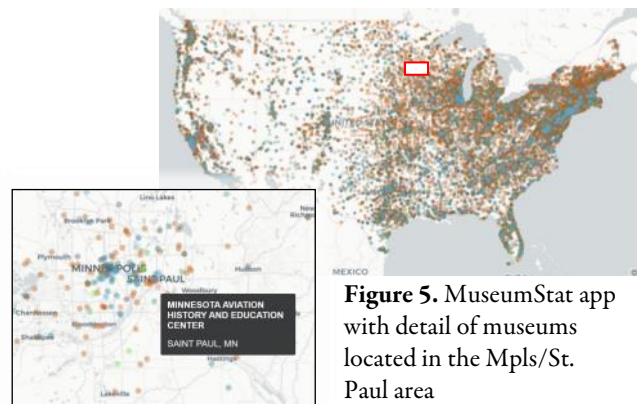 UNITED STATES
MEXICO
Lino Lakes
Brooklyn Park
Plymouth
MINNEAPOLIS
SAINT PAUL
Hudson
Woodbury
Chanhassen
Bloomington
Shakopee
Hastings
Lakeville
MINNESOTA AVIATION
HISTORY AND EDUCATION
CENTER
SAINT PAUL, MN
Figure 5. MuseumStat app
with detail of museums
located in the Mpls/St.
Paul area